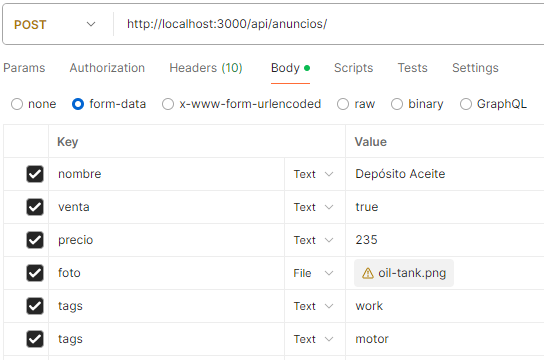 POST http://localhost:3000/api/anuncios/
Params Authorization Headers (10) Body Scripts Tests Settings
none form-data x-www-form-urlencoded raw binary GraphQL
Key Value
nombre Text Depósito Aceite
venta Text true
precio Text 235
foto File oil-tank.png
tags Text work
tags Text motor